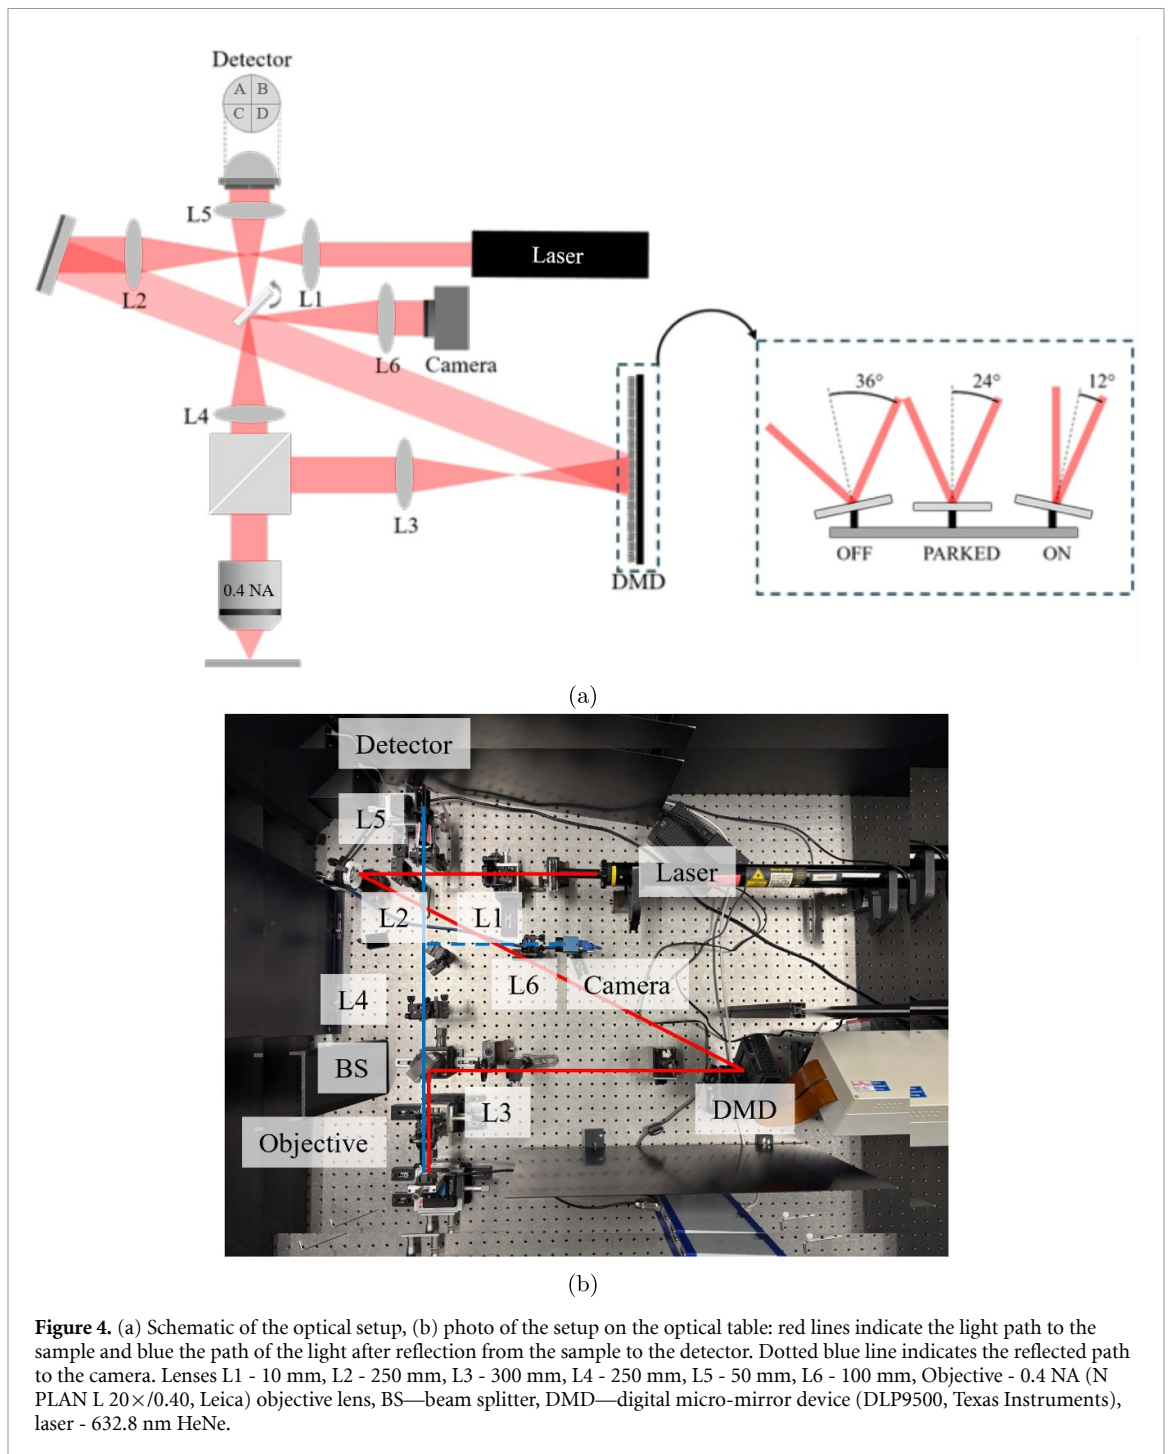 Detector
A B
C D
L5
L2
L1
Laser
L6
Camera
L4
L3
0.4 NA
DMD
36°
24°
12°
OFF
PARKED
ON
(a)
Detector
L5
Laser
L2
L1
L6
Camera
L4
BS
L3
DMD
Objective
(b)
Figure 4. (a) Schematic of the optical setup, (b) photo of the setup on the optical table: red lines indicate the light path to the
sample and blue the path of the light after reflection from the sample to the detector. Dotted blue line indicates the reflected path
to the camera. Lenses L1 - 10 mm, L2 - 250 mm, L3 - 300 mm, L4 - 250 mm, L5 - 50 mm, L6 - 100 mm, Objective - 0.4 NA (N
PLAN L 20×/0.40, Leica) objective lens, BS—beam splitter, DMD—digital micro-mirror device (DLP9500, Texas Instruments),
laser - 632.8 nm HeNe.